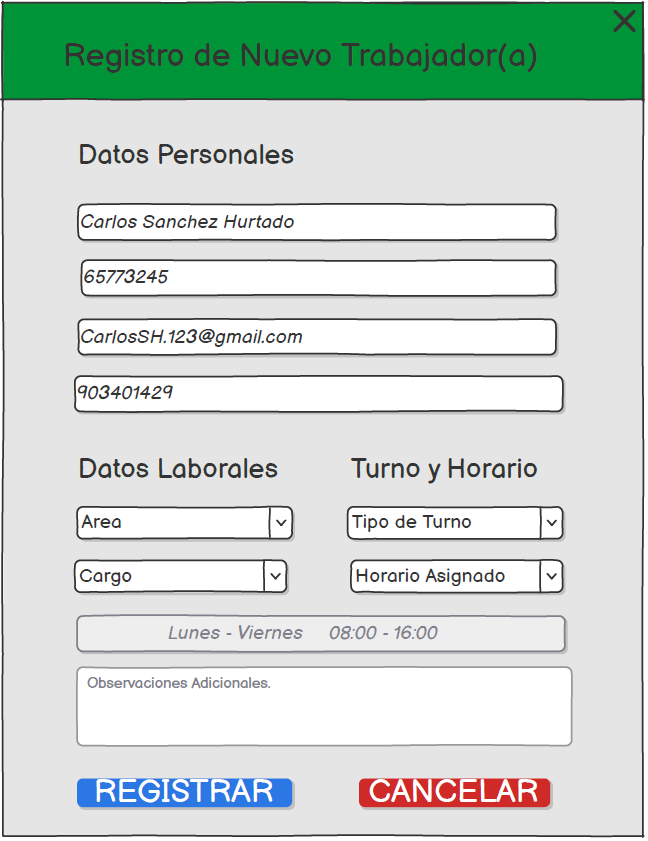 Registro de Nuevo Trabajador(a)
Datos Personales
Carlos Sanchez Hurtado
65773245
CarlosSH.123@gmail.com
903401429
Datos Laborales
Turno y Horario
Area
Tipo de Turno
Cargo
Horario Asignado
Lunes - Viernes 08:00 - 16:00
Observaciones Adicionales.
REGISTRAR
CANCELAR